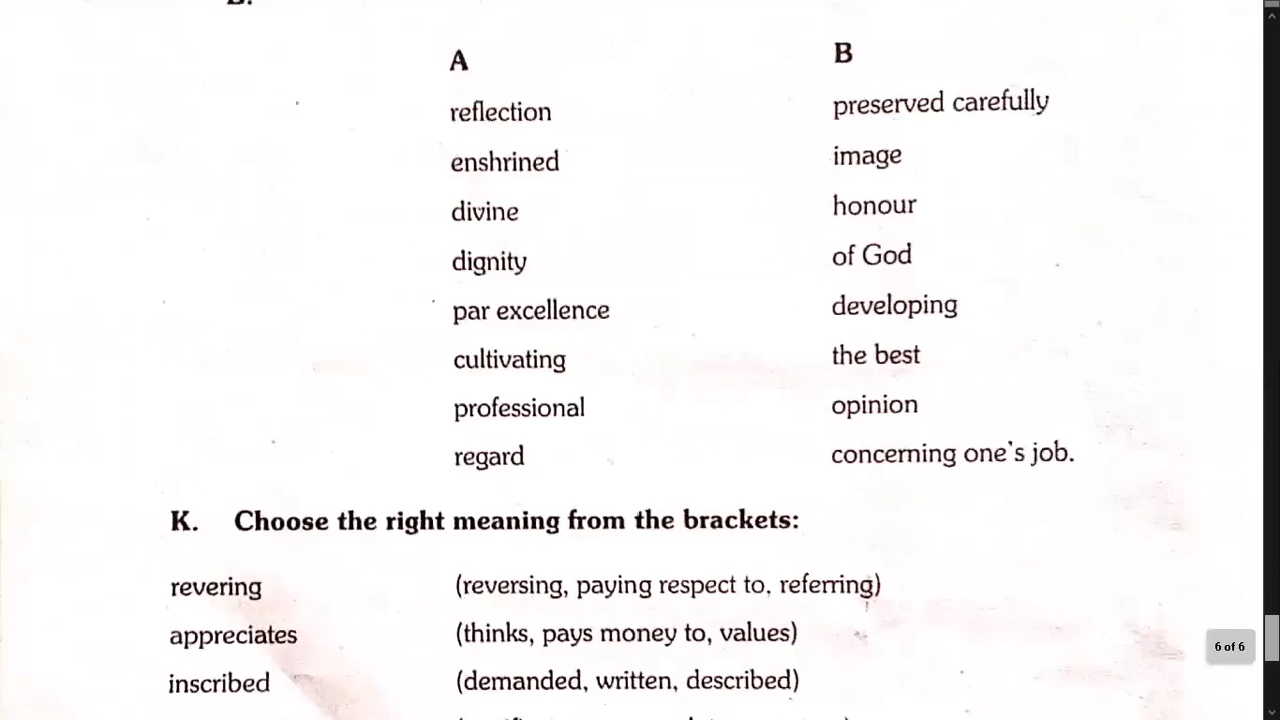 A B
reflection preserved carefully
enshrined image
divine honour
dignity of God
par excellence developing
cultivating the best
professional opinion
regard concerning one's job.
K. Choose the right meaning from the brackets:
revering (reversing, paying respect to, referring)
appreciates (thinks, pays money to, values)
inscribed (demanded, written, described)
6 of 6